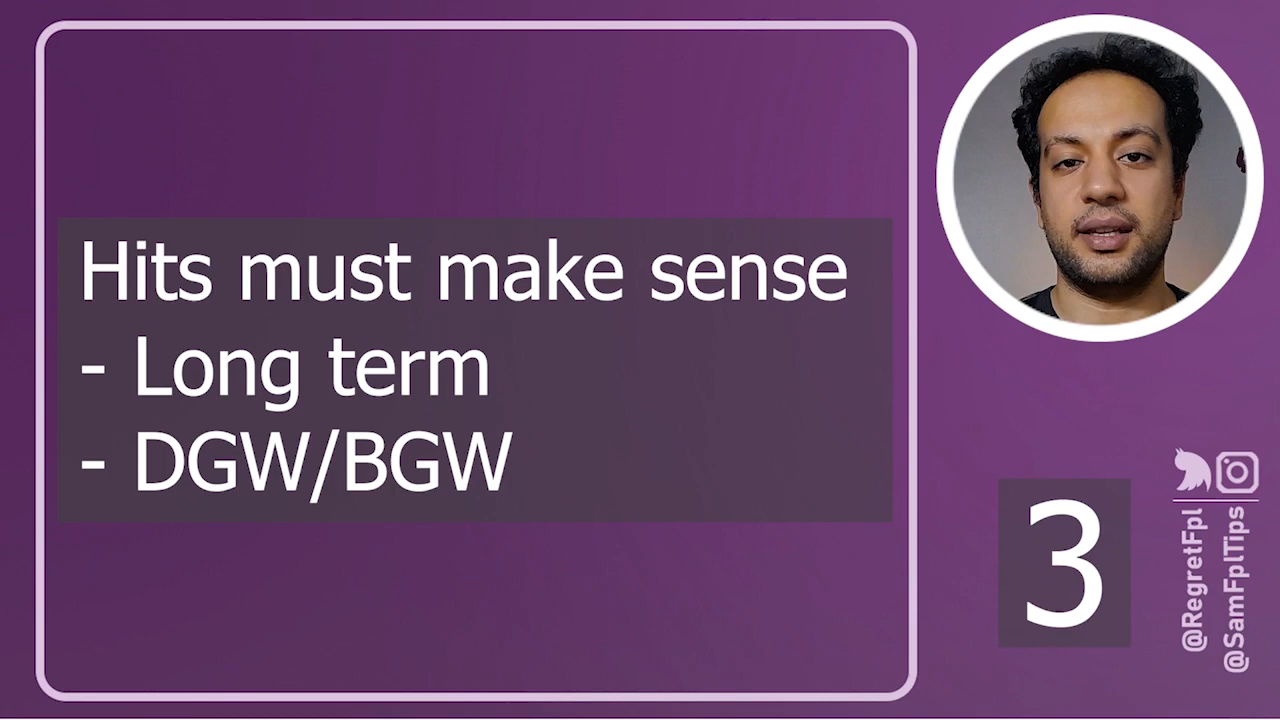 Hits must make sense
- Long term
- DGW/BGW
3
@RegretFpl
@SamFplTips